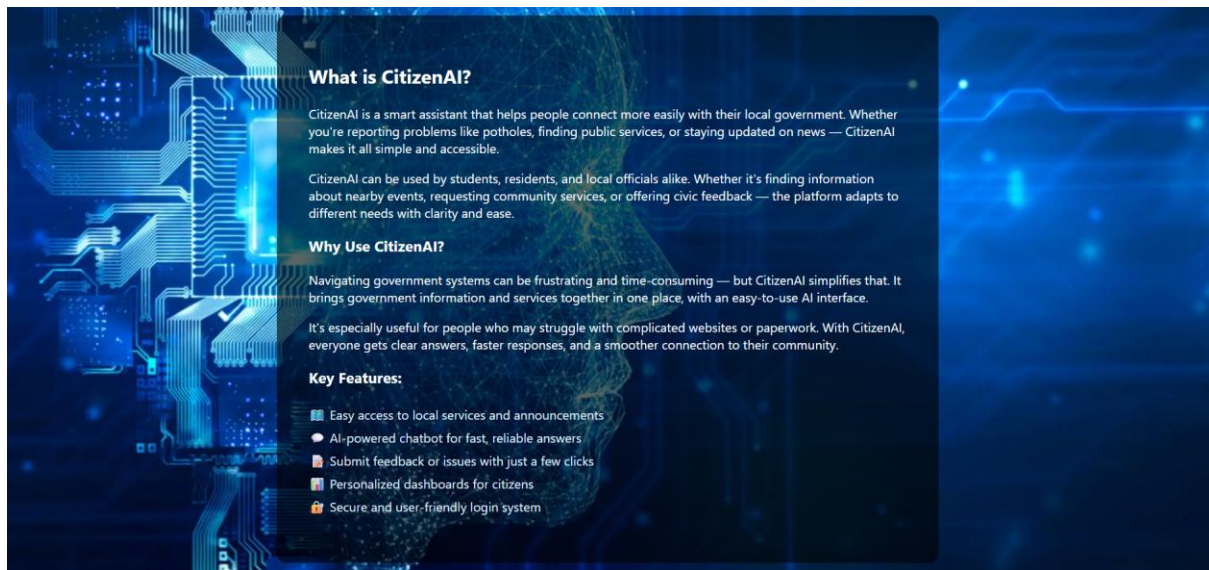 What is CitizenAI?
CitizenAI is a smart assistant that helps people connect more easily with their local government. Whether
you're reporting problems like potholes, finding public services, or staying updated on news — CitizenAI
makes it all simple and accessible.
CitizenAI can be used by students, residents, and local officials alike. Whether it's finding information
about nearby events, requesting community services, or offering civic feedback — the platform adapts to
different needs with clarity and ease.
Why Use CitizenAI?
Navigating government systems can be frustrating and time-consuming — but CitizenAI simplifies that. It
brings government information and services together in one place, with an easy-to-use AI interface.
It's especially useful for people who may struggle with complicated websites or paperwork. With CitizenAI,
everyone gets clear answers, faster responses, and a smoother connection to their community.
Key Features:
Easy access to local services and announcements
AI-powered chatbot for fast, reliable answers
Submit feedback or issues with just a few clicks
Personalized dashboards for citizens
Secure and user-friendly login system